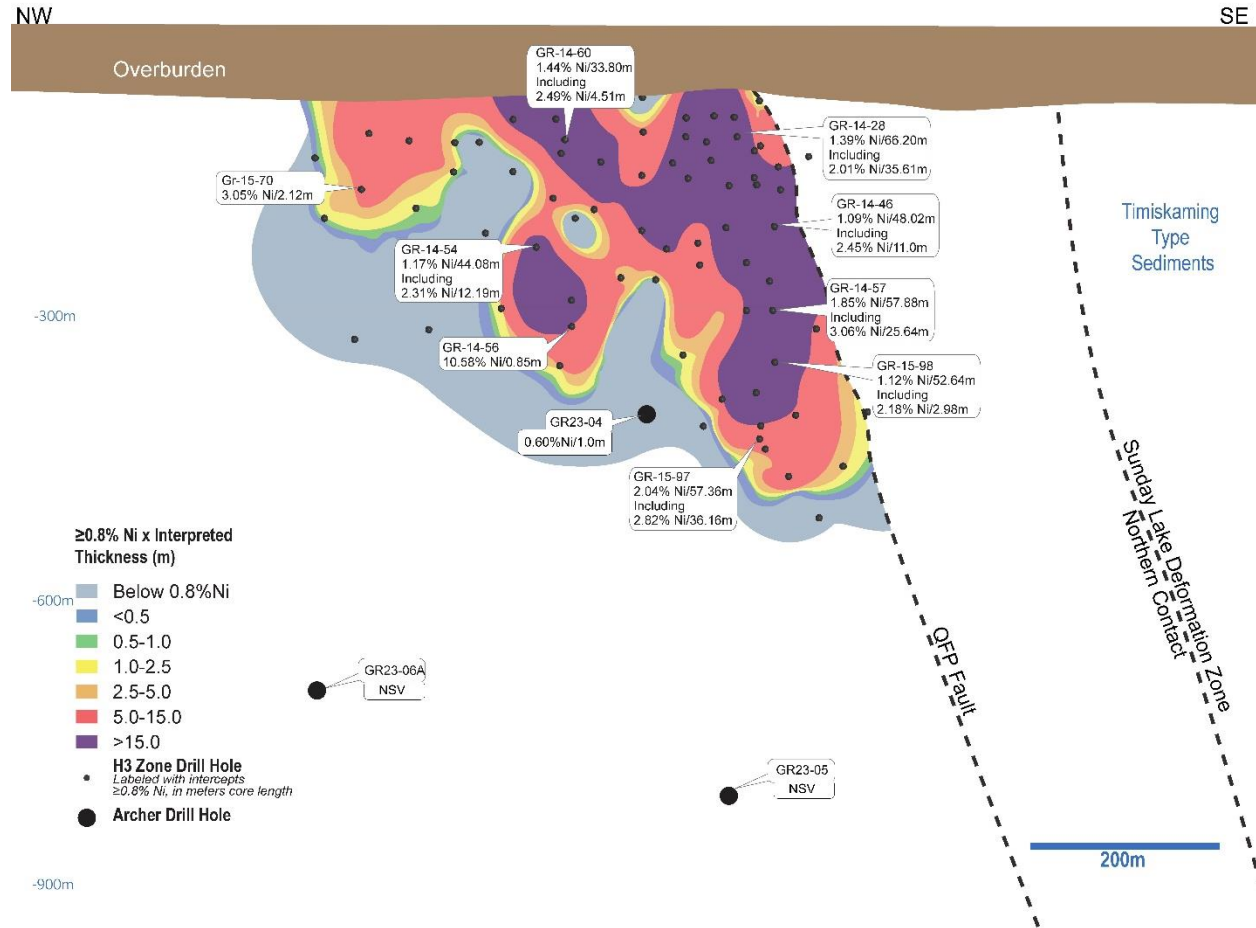 NW
SE
Overburden
GR-14-60
1.44% Ni/33.80m
Including
2.49% Ni/4.51m
GR-14-28
1.39% Ni/66.20m
Including
2.01% Ni/35.61m
Gr-15-70
3.05% Ni/2.12m
GR-14-46
1.09% Ni/48.02m
Including
2.45% Ni/11.0m
Timiskaming
Type
Sediments
GR-14-54
1.17% Ni/44.08m
Including
2.31% Ni/12.19m
-300m
GR-14-57
1.85% Ni/57.88m
Including
3.06% Ni/25.64m
GR-14-56
10.58% Ni/0.85m
GR-15-98
1.12% Ni/52.64m
Including
2.18% Ni/2.98m
GR23-04
0.60%Ni/1.0m
GR-15-97
2.04% Ni/57.36m
Including
2.82% Ni/36.16m
Sunday Lake Deformation Zone
Northern Contact
QFP Fault
≥0.8% Ni x Interpreted
Thickness (m)
Below 0.8%Ni
<0.5
0.5-1.0
1.0-2.5
2.5-5.0
5.0-15.0
>15.0
H3 Zone Drill Hole
Labeled with intercepts
≥0.8% Ni, in meters core length
Archer Drill Hole
-600m
GR23-06A
NSV
GR23-05
NSV
200m
-900m